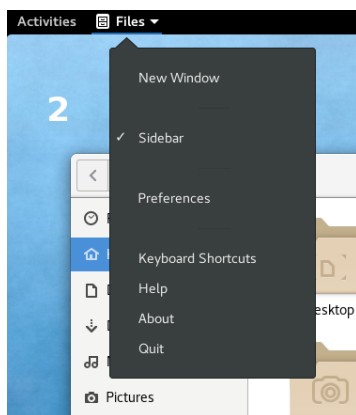 Activities Files
New Window
2
Sidebar
Preferences
Keyboard Shortcuts
Help
esktop
About
Quit
Pictures